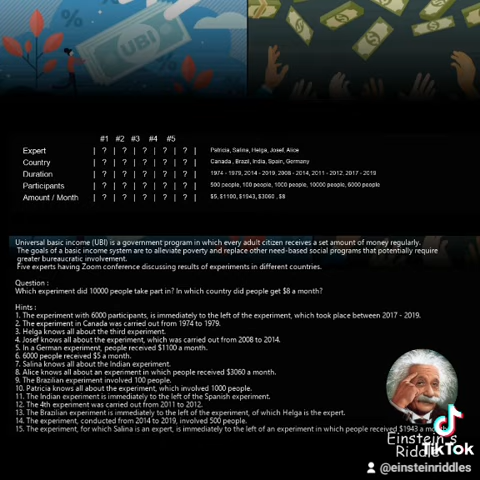 UBI
#1 #2 #3 #4 #5
Expert | ? | ? | ? | ? | ? | Patricia, Salina, Helga, Josef, Alice
Country | ? | ? | ? | ? | ? | Canada, Brazil, India, Spain, Germany
Duration | ? | ? | ? | ? | ? | 1974 - 1979, 2014 - 2019, 2008 - 2014, 2011 - 2012, 2017 - 2019
Participants | ? | ? | ? | ? | ? | 500 people, 100 people, 1000 people, 10000 people, 6000 people
Amount / Month | ? | ? | ? | ? | ? | $5, $1100, $1943, $3060, $8
Universal basic income (UBI) is a government program in which every adult citizen receives a set amount of money regularly.
The goals of a basic income system are to alleviate poverty and replace other need-based social programs that potentially require
greater bureaucratic involvement.
Five experts having Zoom conference discussing results of experiments in different countries.
Question :
Which experiment did 10000 people take part in? In which country did people get $8 a month?
Hints :
1. The experiment with 6000 participants, is immediately to the left of the experiment, which took place between 2017 - 2019.
2. The experiment in Canada was carried out from 1974 to 1979.
3. Helga knows all about the third experiment.
4. Josef knows all about the experiment, which was carried out from 2008 to 2014.
5. In a German experiment, people received $1100 a month.
6. 6000 people received $5 a month.
7. Salina knows all about the Indian experiment.
8. Alice knows all about an experiment in which people received $3060 a month.
9. The Brazilian experiment involved 100 people.
10. Patricia knows all about the experiment, which involved 1000 people.
11. The Indian experiment is immediately to the left of the Spanish experiment.
12. The 4th experiment was carried out from 2011 to 2012.
13. The Brazilian experiment is immediately to the left of the experiment, of which Helga is the expert.
14. The experiment, conducted from 2014 to 2019, involved 500 people.
15. The experiment, for which Salina is an expert, is immediately to the left of an experiment in which people received $1943 a
Einstein's
Riddle
TikTok
@einsteinriddles